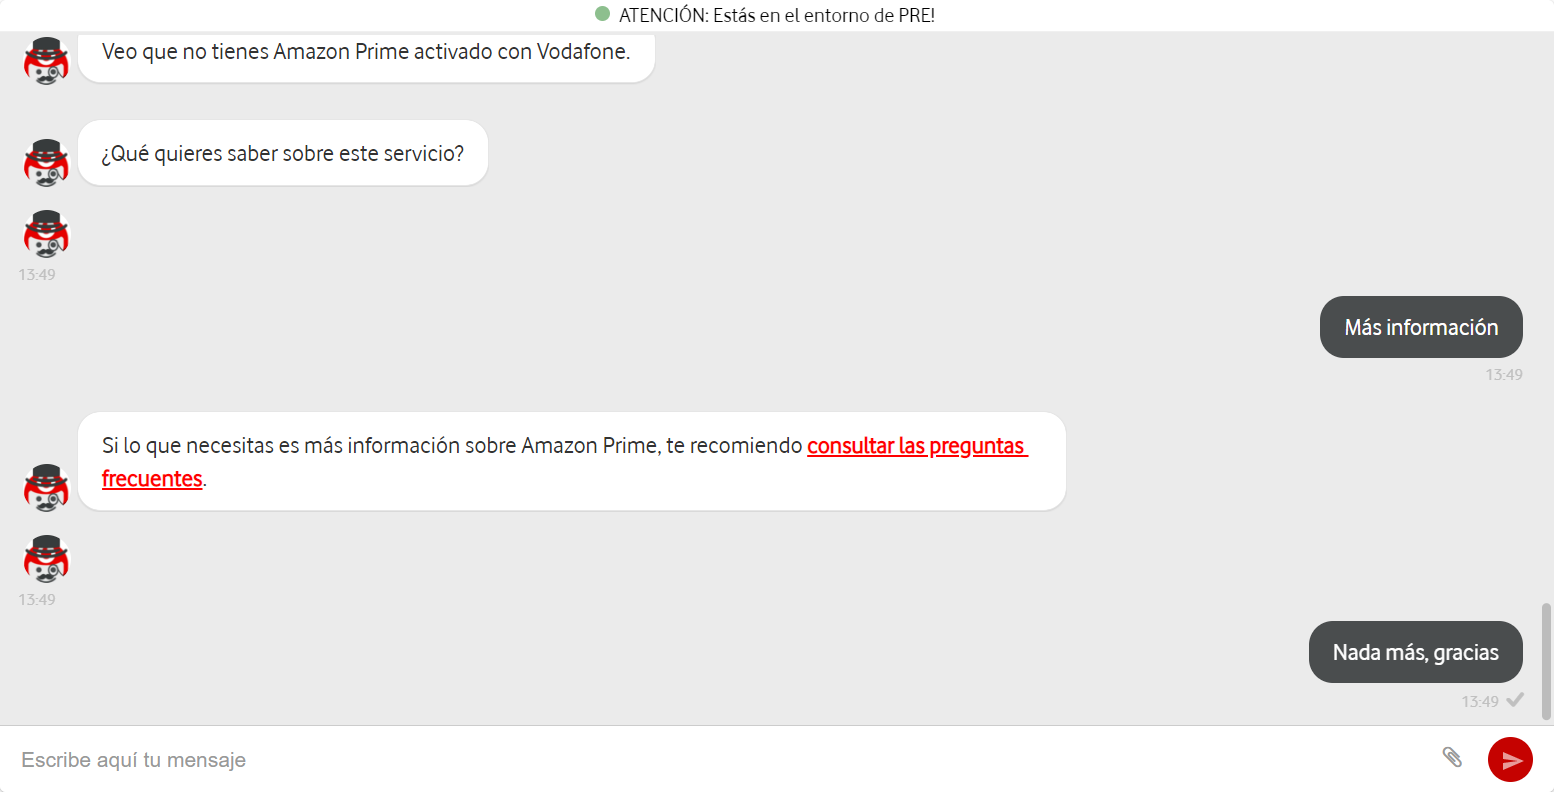 ATENCIÓN: Estás en el entorno de PRE!
Veo que no tienes Amazon Prime activado con Vodafone.
¿Qué quieres saber sobre este servicio?
13:49
Más información
13:49
Si lo que necesitas es más información sobre Amazon Prime, te recomiendo consultar las preguntas
frecuentes.
13:49
Nada más, gracias
13:49
Escribe aquí tu mensaje